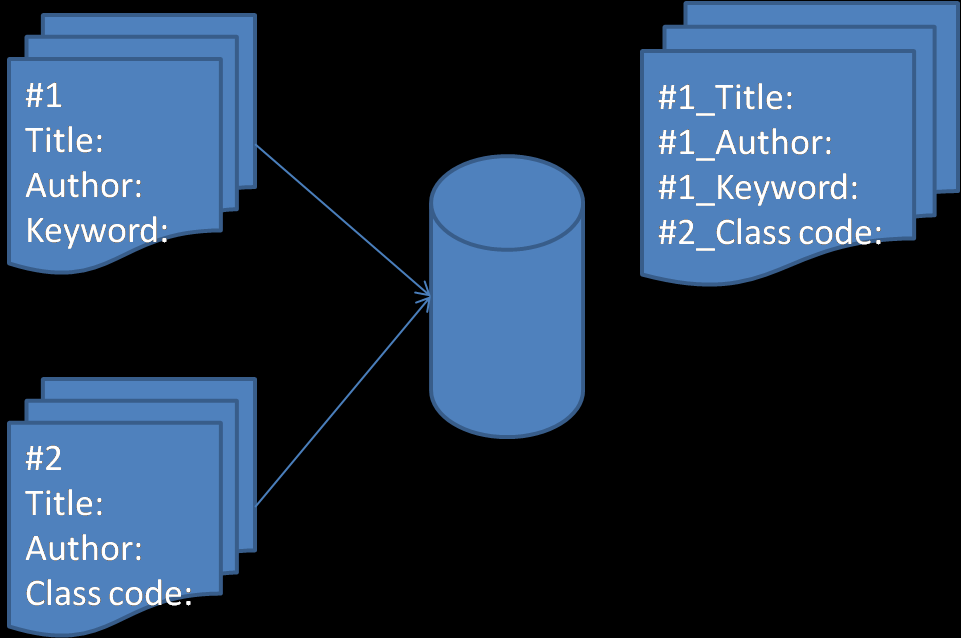 #1
Title:
Author:
Keyword:
#1_Title:
#1_Author:
#1_Keyword:
#2_Class code:
#2
Title:
Author:
Class code: